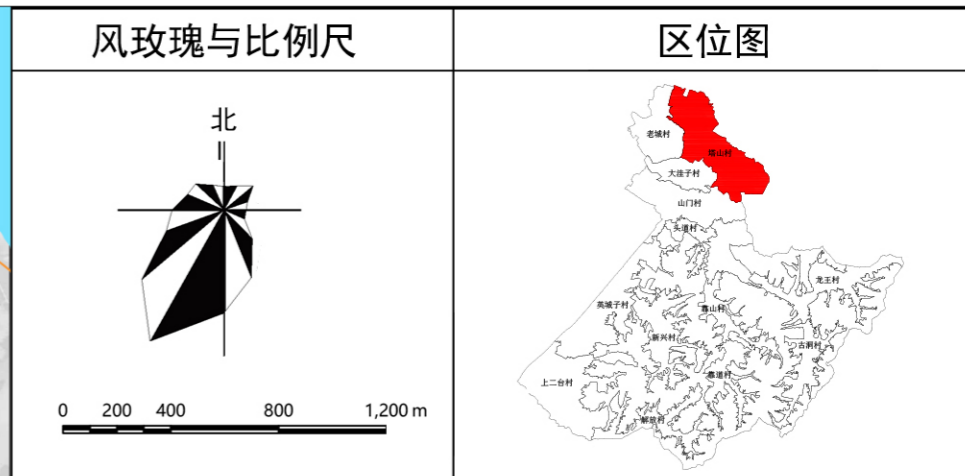 风玫瑰与比例尺
区位图
北
0 200 400 800 1,200 m
老城村
塔山村
大洼子村
山门村
头道村
龙王村
英城子村
靠山村
新兴村
古洞村
上二台村
靠道村
解放村